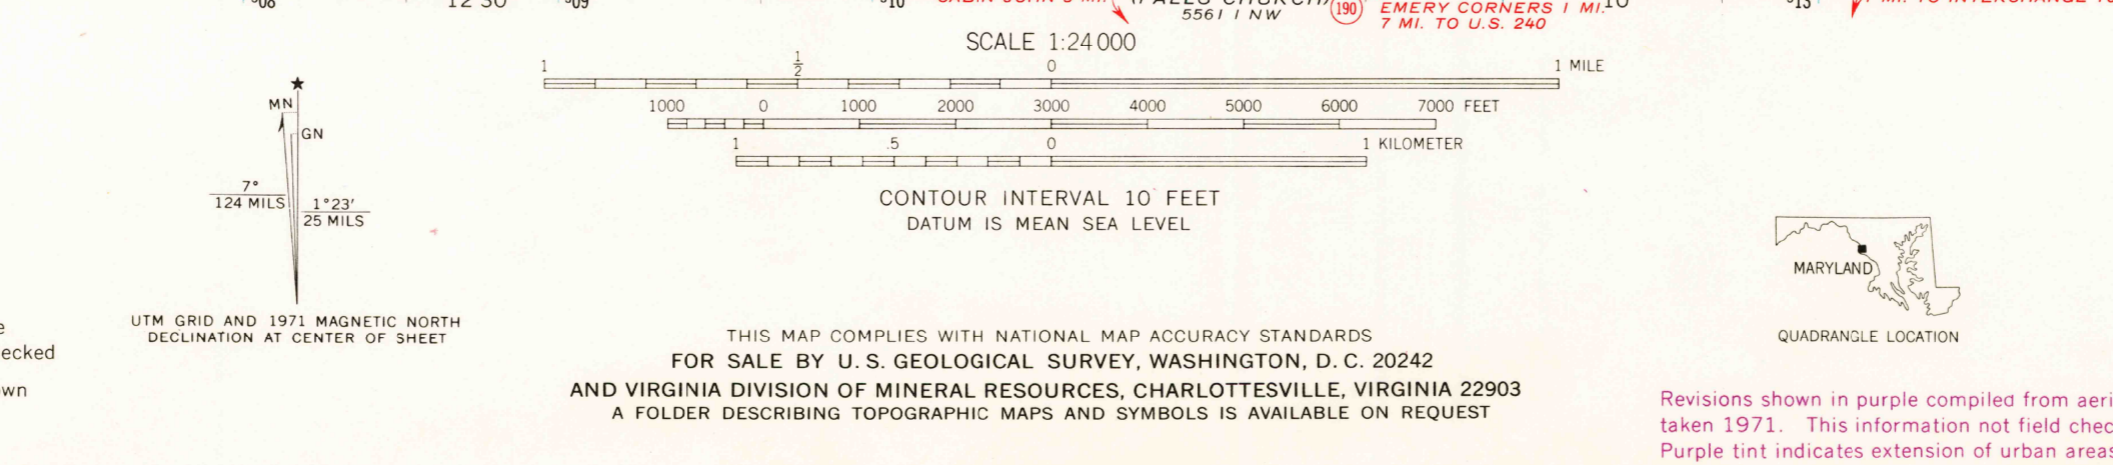 12'30"
5561 I NW
190
EMERY CORNERS 1 MI.
7 MI. TO U.S. 240
SCALE 1:24 000
1 1/2 0 1 MILE
1000 0 1000 2000 3000 4000 5000 6000 7000 FEET
1 .5 0 1 KILOMETER
CONTOUR INTERVAL 10 FEET
DATUM IS MEAN SEA LEVEL
★
MN
GN
7°
124 MILS
1°23'
25 MILS
UTM GRID AND 1971 MAGNETIC NORTH
DECLINATION AT CENTER OF SHEET
THIS MAP COMPLIES WITH NATIONAL MAP ACCURACY STANDARDS
FOR SALE BY U. S. GEOLOGICAL SURVEY, WASHINGTON, D. C. 20242
AND VIRGINIA DIVISION OF MINERAL RESOURCES, CHARLOTTESVILLE, VIRGINIA 22903
A FOLDER DESCRIBING TOPOGRAPHIC MAPS AND SYMBOLS IS AVAILABLE ON REQUEST
MARYLAND
QUADRANGLE LOCATION
ecked
wn
Revisions shown in purple compiled from aeri
taken 1971. This information not field chec
Purple tint indicates extension of urban areas